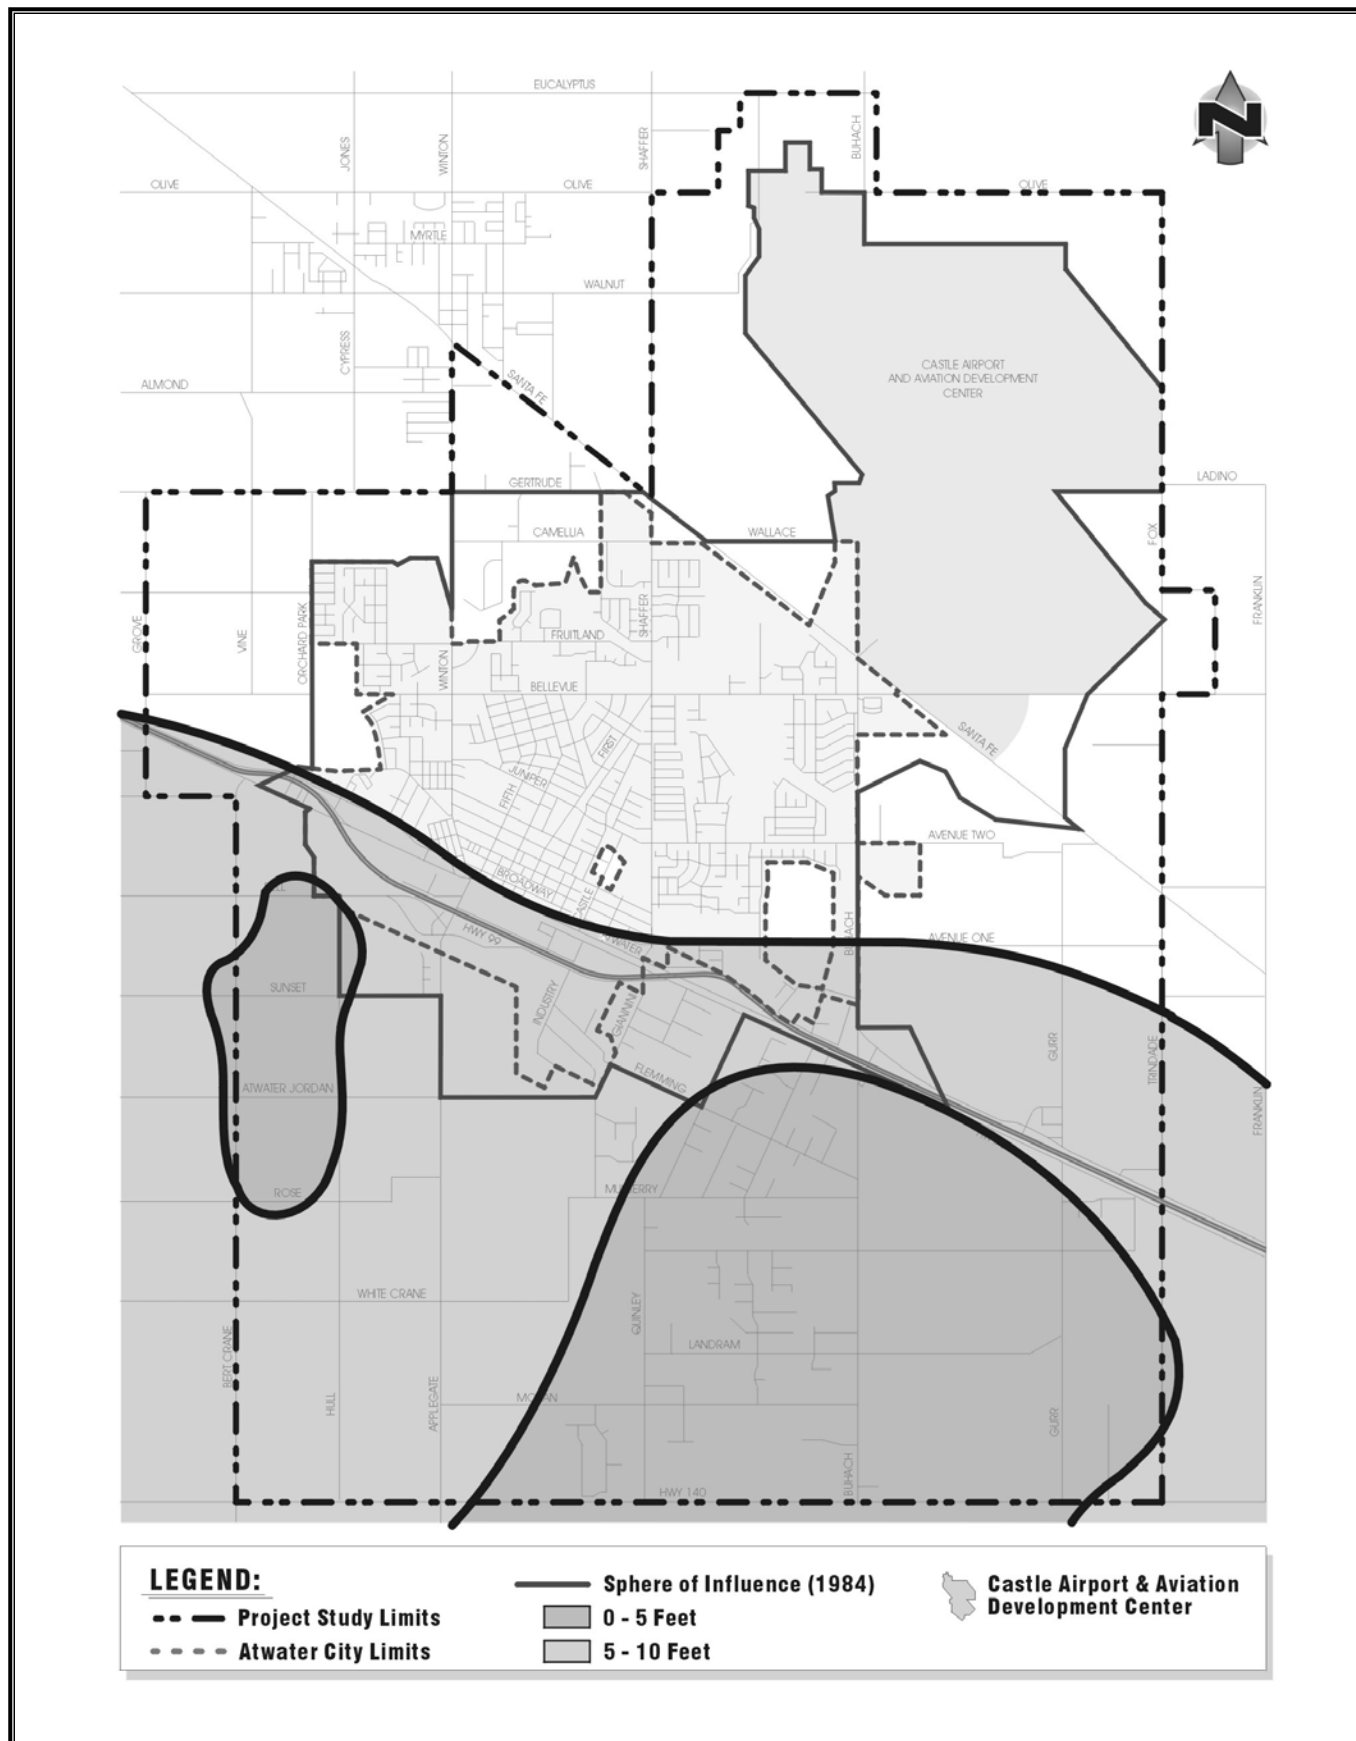 EUCALYPTUS
N
JONES
WINTON
SHAFFER
BUHACH
OLIVE
OLIVE
OLIVE
MYRTLE
WALNUT
CYPRESS
ALMOND
SANTA FE
CASTLE AIRPORT
AND AVIATION DEVELOPMENT
CENTER
GERTRUDE
LADINO
CAMELLIA
WALLACE
FOX
FRANKLIN
GROVE
VINE
ORCHARD PARK
WINTON
SHAFFER
FRUITLAND
BELLEVUE
SANTA FE
FIRST
JUNIPER
FIFTH
AVENUE TWO
BROADWAY
CASTLE
HWY 99
ATWATER
BUHACH
AVENUE ONE
SUNSET
INDUSTRY
GIANNINI
GURR
TRINDADE
ATWATER JORDAN
FLEMMING
FRANKLIN
ROSE
MULBERRY
WHITE CRANE
QUINLEY
LANDRAM
BERT CRANE
HULL
APPLEGATE
MORAN
GURR
BUHACH
HWY 140
LEGEND:
Project Study Limits
Atwater City Limits
Sphere of Influence (1984)
0 - 5 Feet
5 - 10 Feet
Castle Airport & Aviation
Development Center